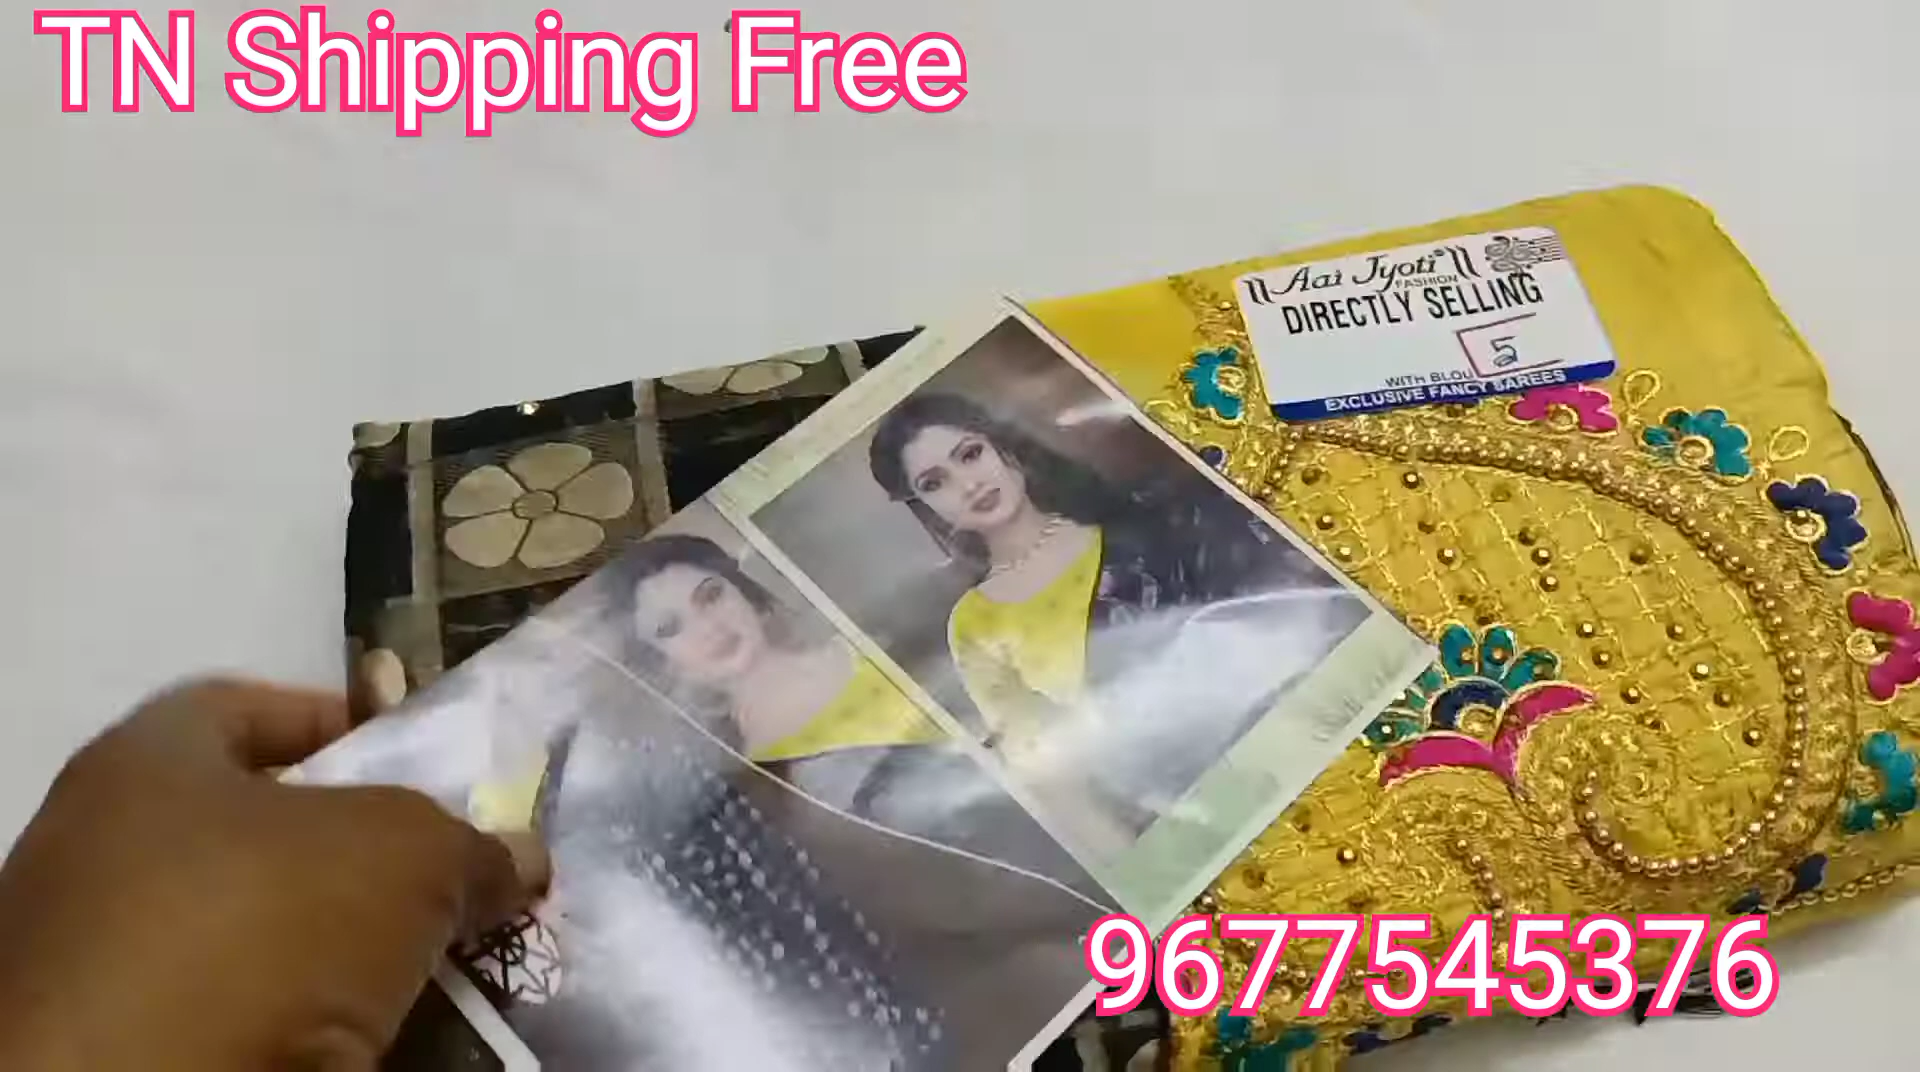 TN Shipping Free
Aai Jyoti
FASHION
DIRECTLY SELLING
5
WITH BLOU
EXCLUSIVE FANCY SAREES
9677545376